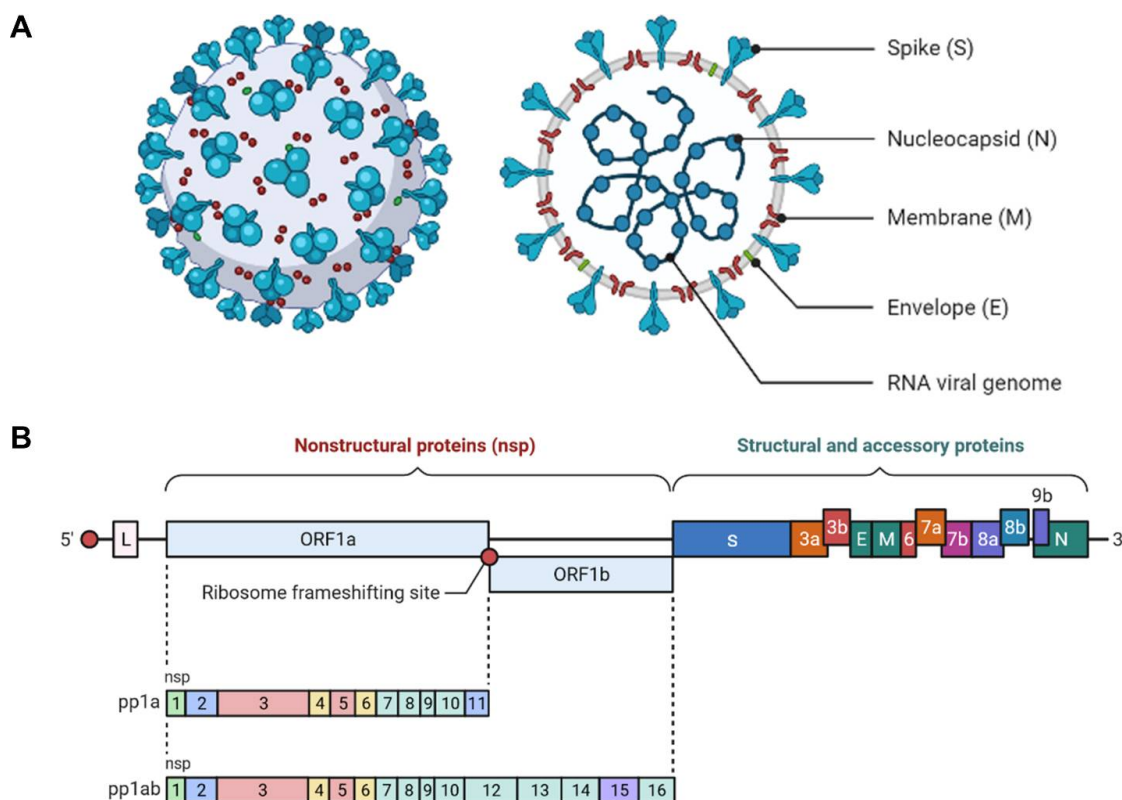 A
Spike (S)
Nucleocapsid (N)
Membrane (M)
Envelope (E)
RNA viral genome
B
Nonstructural proteins (nsp)
Structural and accessory proteins
9b
5' L ORF1a S 3a 3b E M 6 7a 7b 8a 8b N 3
ORF1b
Ribosome frameshifting site
nsp
pp1a 1 2 3 4 5 6 7 8 9 10 11
nsp
pp1ab 1 2 3 4 5 6 7 8 9 10 12 13 14 15 16